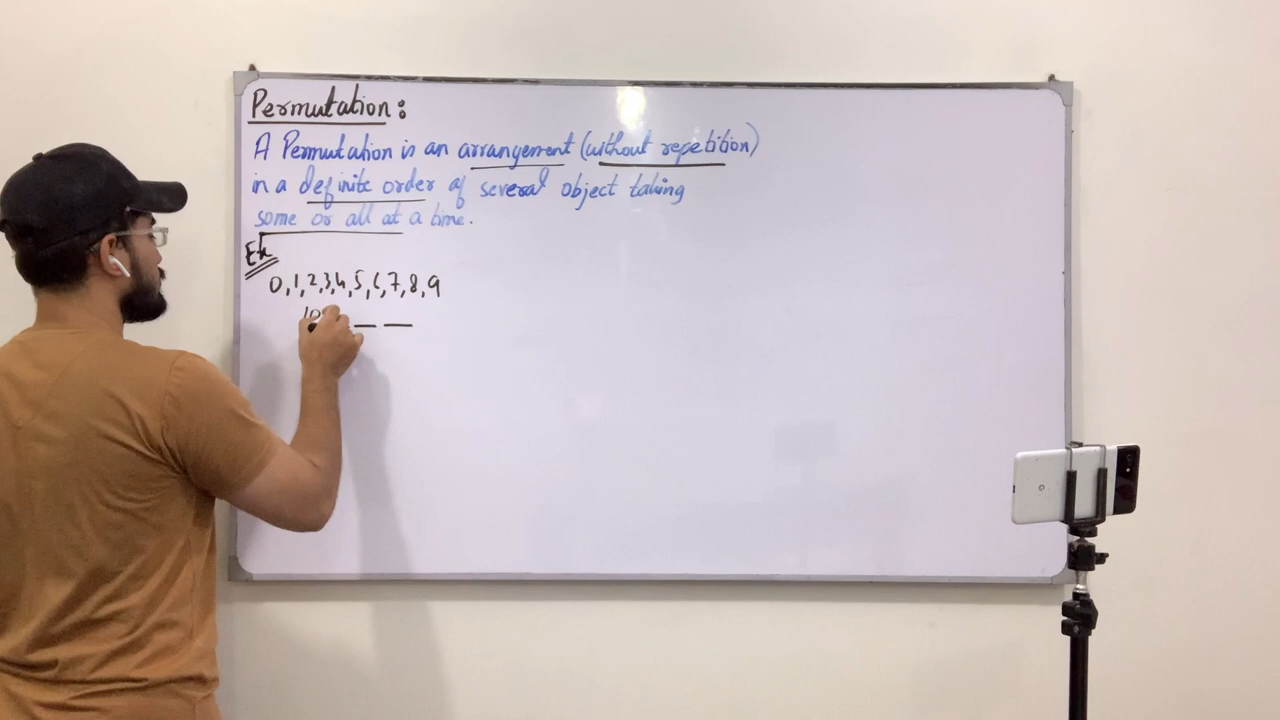 Permutation:
A Permutation is an arrangement (without repetition)
in a definite order of several object taking
some or all at a time.
Ex
0,1,2,3,4,5,6,7,8,9
10